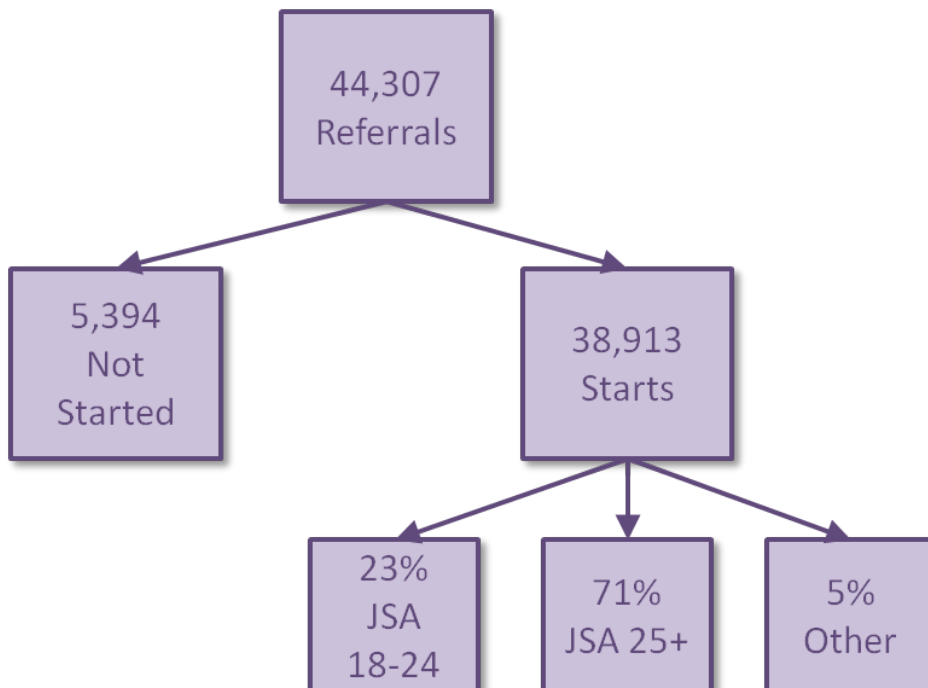 44,307
Referrals
5,394
Not
Started
38,913
Starts
23%
JSA
18-24
71%
JSA 25+
5%
Other